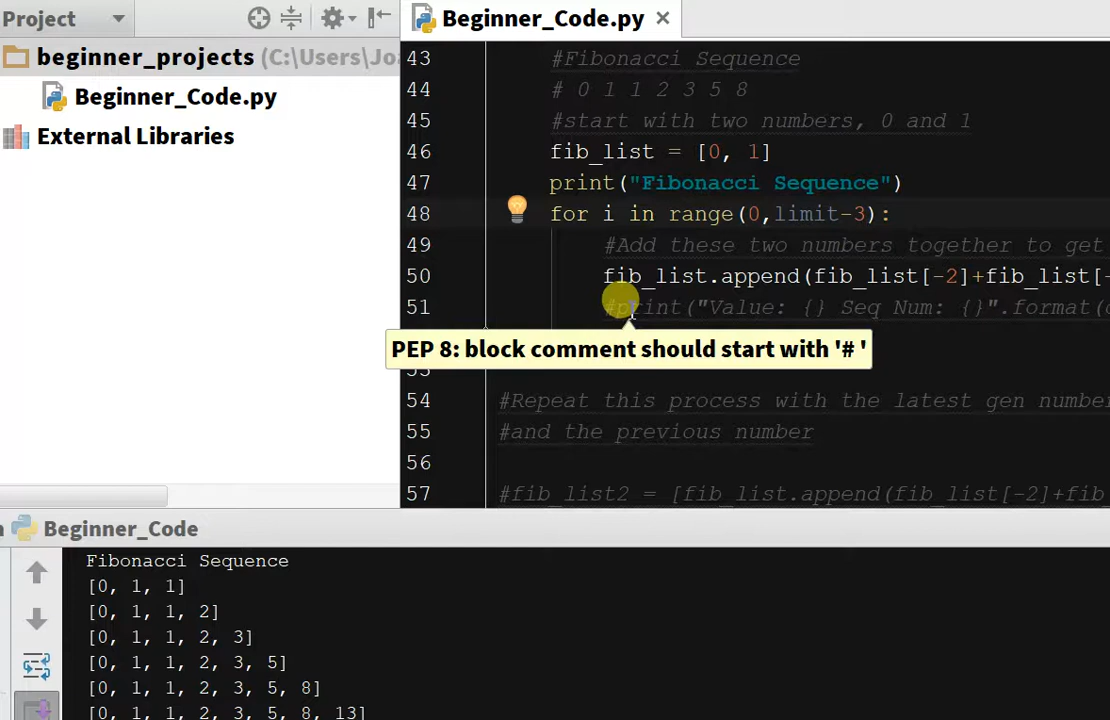 Project
beginner_projects (C:\Users\Jo
Beginner_Code.py
External Libraries
Beginner_Code.py
43 #Fibonacci Sequence
44 # 0 1 1 2 3 5 8
45 #start with two numbers, 0 and 1
46 fib_list = [0, 1]
47 print("Fibonacci Sequence")
48 for i in range(0,limit-3):
49 #Add these two numbers together to get
50 fib_list.append(fib_list[-2]+fib_list[-
51 #print("Value: {} Seq Num: {}".format(
PEP 8: block comment should start with '# '
53
54 #Repeat this process with the latest gen number
55 #and the previous number
56
57 #fib_list2 = [fib_list.append(fib_list[-2]+fib
Beginner_Code
Fibonacci Sequence
[0, 1, 1]
[0, 1, 1, 2]
[0, 1, 1, 2, 3]
[0, 1, 1, 2, 3, 5]
[0, 1, 1, 2, 3, 5, 8]
[0, 1, 1, 2, 3, 5, 8, 13]